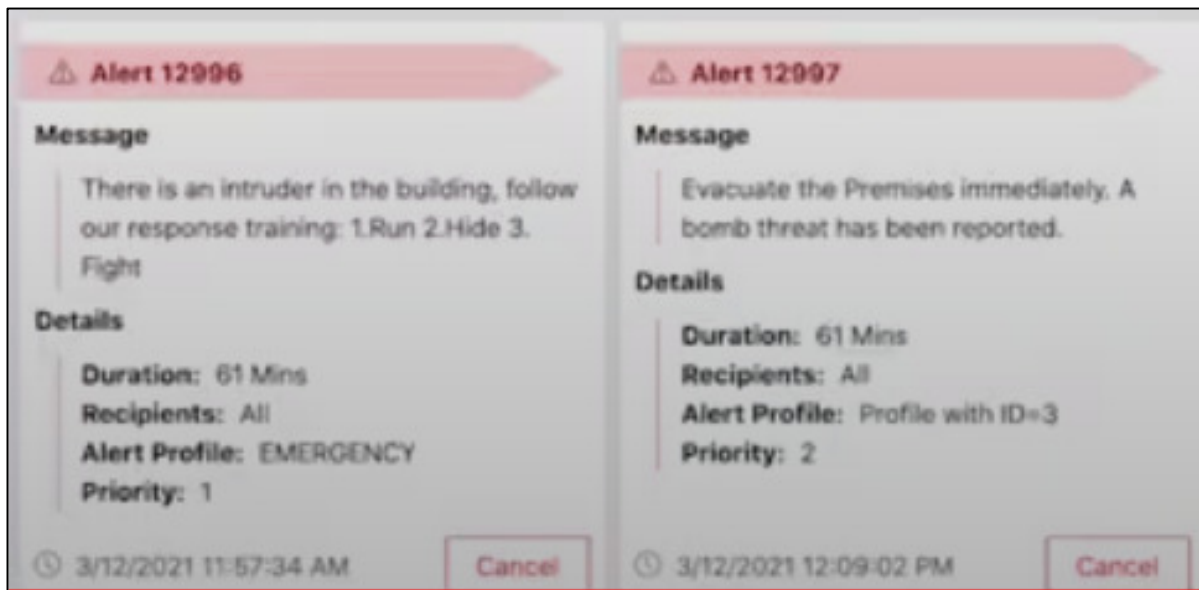 Alert 12996
Message
There is an intruder in the building, follow
our response training: 1.Run 2.Hide 3.
Fight
Details
Duration: 61 Mins
Recipients: All
Alert Profile: EMERGENCY
Priority: 1
3/12/2021 11:57:34 AM
Cancel
Alert 12997
Message
Evacuate the Premises immediately. A
bomb threat has been reported.
Details
Duration: 61 Mins
Recipients: All
Alert Profile: Profile with ID=3
Priority: 2
3/12/2021 12:09:02 PM
Cancel